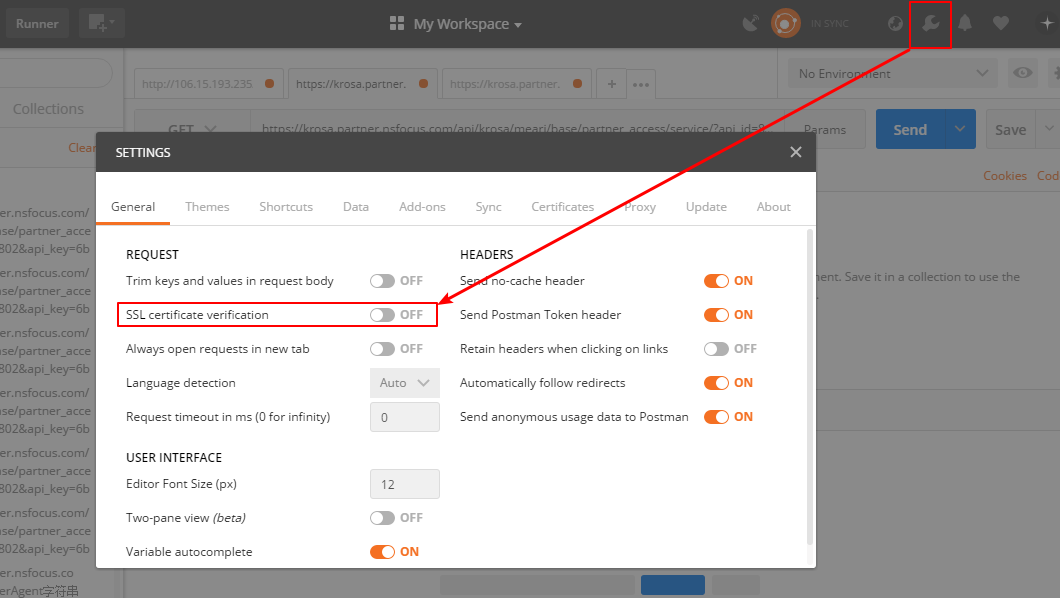 Runner
My Workspace
IN SYNC
http://106.15.193.235
https://krosa.partner.
https://krosa.partner.
+
No Environment
Collections
GET
https://krosa.partner.nsfocus.com/api/krosa/meari/base/partner_access/service/?api_id=8
Params
Send
Save
Clear
Cookies
Cod
SETTINGS
General
Themes
Shortcuts
Data
Add-ons
Sync
Certificates
Proxy
Update
About
REQUEST
Trim keys and values in request body
OFF
SSL certificate verification
OFF
Always open requests in new tab
OFF
Language detection
Auto
Request timeout in ms (0 for infinity)
0
USER INTERFACE
Editor Font Size (px)
12
Two-pane view (beta)
OFF
Variable autocomplete
ON
HEADERS
Send no-cache header
ON
Send Postman Token header
ON
Retain headers when clicking on links
OFF
Automatically follow redirects
ON
Send anonymous usage data to Postman
ON
er.nsfocus.com/
ase/partner_acce
802&api_key=6b
er.nsfocus.com/
ase/partner_acce
802&api_key=6b
er.nsfocus.com/
ase/partner_acce
802&api_key=6b
er.nsfocus.com/
ase/partner_acce
802&api_key=6b
er.nsfocus.com/
ase/partner_acce
802&api_key=6b
er.nsfocus.com/
ase/partner_acce
802&api_key=6b
er.nsfocus.co
erAgent字符串
ment. Save it in a collection to use the